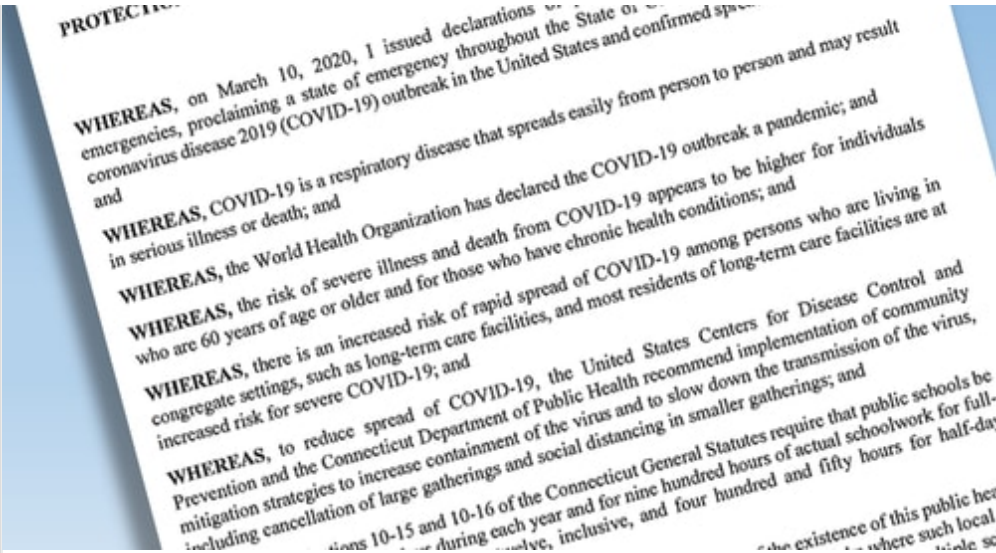 PROTECTION
WHEREAS, on March 10, 2020, I issued declarations of
emergencies, proclaiming a state of emergency throughout the State of
coronavirus disease 2019 (COVID-19) outbreak in the United States and confirmed
and
WHEREAS, COVID-19 is a respiratory disease that spreads easily from person to person and may result
in serious illness or death; and
WHEREAS, the World Health Organization has declared the COVID-19 outbreak a pandemic; and
WHEREAS, the risk of severe illness and death from COVID-19 appears to be higher for individuals
who are 60 years of age or older and for those who have chronic health conditions; and
WHEREAS, there is an increased risk of rapid spread of COVID-19 among persons who are living in
congregate settings, such as long-term care facilities, and most residents of long-term care facilities are at
increased risk for severe COVID-19; and
WHEREAS, to reduce spread of COVID-19, the United States Centers for Disease Control and
Prevention and the Connecticut Department of Public Health recommend implementation of community
mitigation strategies to increase containment of the virus and to slow down the transmission of the virus,
including cancellation of large gatherings and social distancing in smaller gatherings; and
10-15 and 10-16 of the Connecticut General Statutes require that public schools be
during each year and for nine hundred hours of actual schoolwork for full-
inclusive, and four hundred and fifty hours for half-day
the existence of this public
where such local